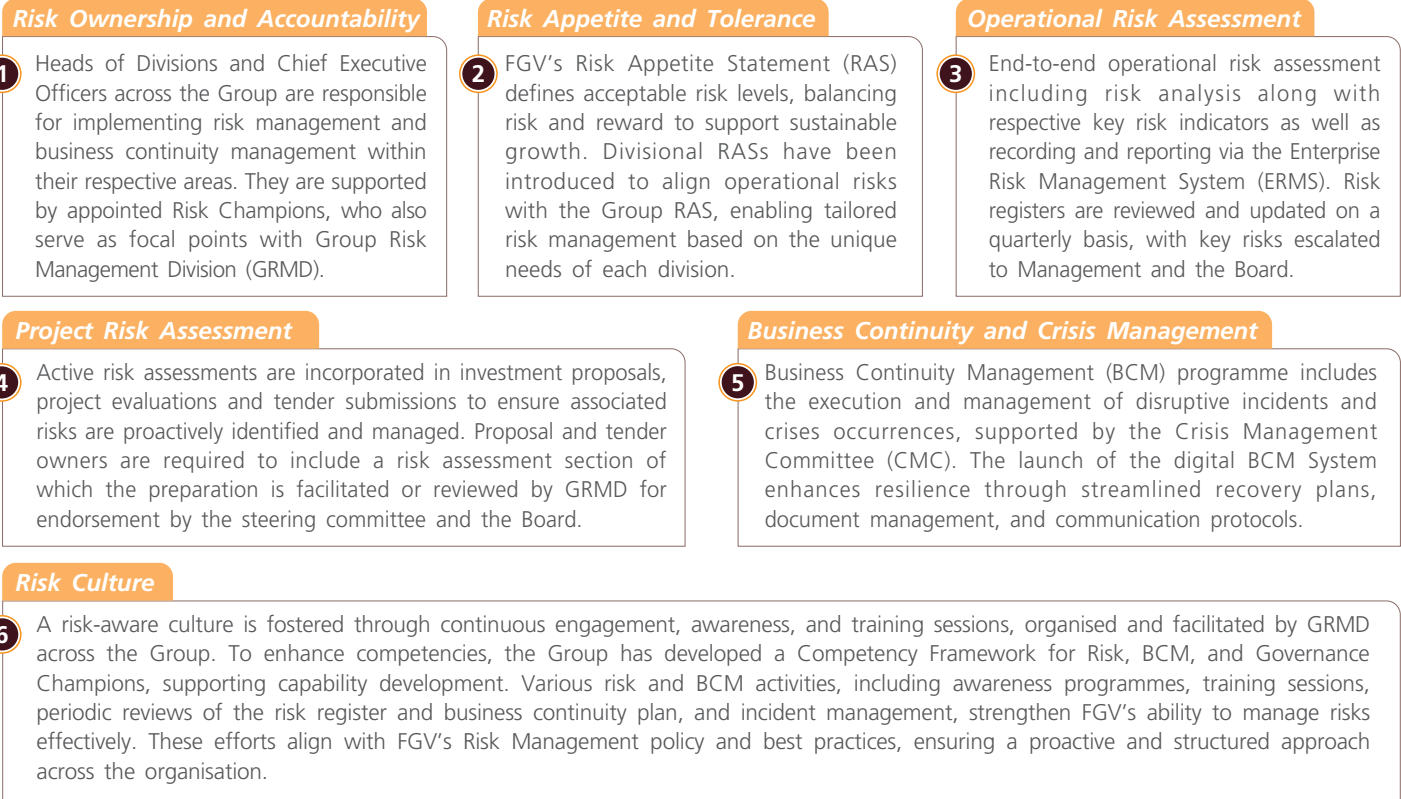 Risk Ownership and Accountability
1
Heads of Divisions and Chief Executive
Officers across the Group are responsible
for implementing risk management and
business continuity management within
their respective areas. They are supported
by appointed Risk Champions, who also
serve as focal points with Group Risk
Management Division (GRMD).
Risk Appetite and Tolerance
2
FGV's Risk Appetite Statement (RAS)
defines acceptable risk levels, balancing
risk and reward to support sustainable
growth. Divisional RASs have been
introduced to align operational risks
with the Group RAS, enabling tailored
risk management based on the unique
needs of each division.
Operational Risk Assessment
3
End-to-end operational risk assessment
including risk analysis along with
respective key risk indicators as well as
recording and reporting via the Enterprise
Risk Management System (ERMS). Risk
registers are reviewed and updated on a
quarterly basis, with key risks escalated
to Management and the Board.
Project Risk Assessment
4
Active risk assessments are incorporated in investment proposals,
project evaluations and tender submissions to ensure associated
risks are proactively identified and managed. Proposal and tender
owners are required to include a risk assessment section of
which the preparation is facilitated or reviewed by GRMD for
endorsement by the steering committee and the Board.
Business Continuity and Crisis Management
5
Business Continuity Management (BCM) programme includes
the execution and management of disruptive incidents and
crises occurrences, supported by the Crisis Management
Committee (CMC). The launch of the digital BCM System
enhances resilience through streamlined recovery plans,
document management, and communication protocols.
Risk Culture
6
A risk-aware culture is fostered through continuous engagement, awareness, and training sessions, organised and facilitated by GRMD
across the Group. To enhance competencies, the Group has developed a Competency Framework for Risk, BCM, and Governance
Champions, supporting capability development. Various risk and BCM activities, including awareness programmes, training sessions,
periodic reviews of the risk register and business continuity plan, and incident management, strengthen FGV's ability to manage risks
effectively. These efforts align with FGV's Risk Management policy and best practices, ensuring a proactive and structured approach
across the organisation.